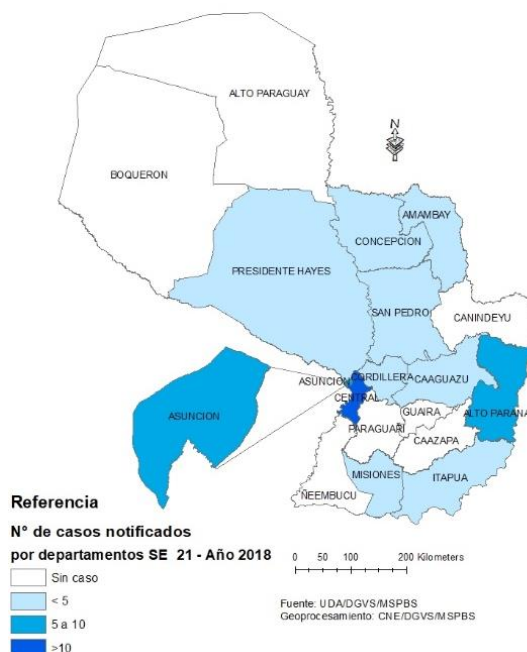 ALTO PARAGUAY
N
BOQUERON
AMAMBAY
CONCEPCION
PRESIDENTE HAYES
SAN PEDRO
CANINDEYU
ASUNCION
CORDILLERA
CAAGUAZU
CENTRAL
ASUNCION
GUAIRA
ALTO PARANA
PARAGUARI
CAAZAPA
MISIONES
ITAPUA
ÑEEMBUCU
Referencia
N° de casos notificados
por departamentos SE 21 - Año 2018
Sin caso
< 5
5 a 10
>10
0 50 100 200 Kilometers
Fuente: UDA/DGVS/MSPBS
Geoprocesamiento: CNE/DGVS/MSPBS